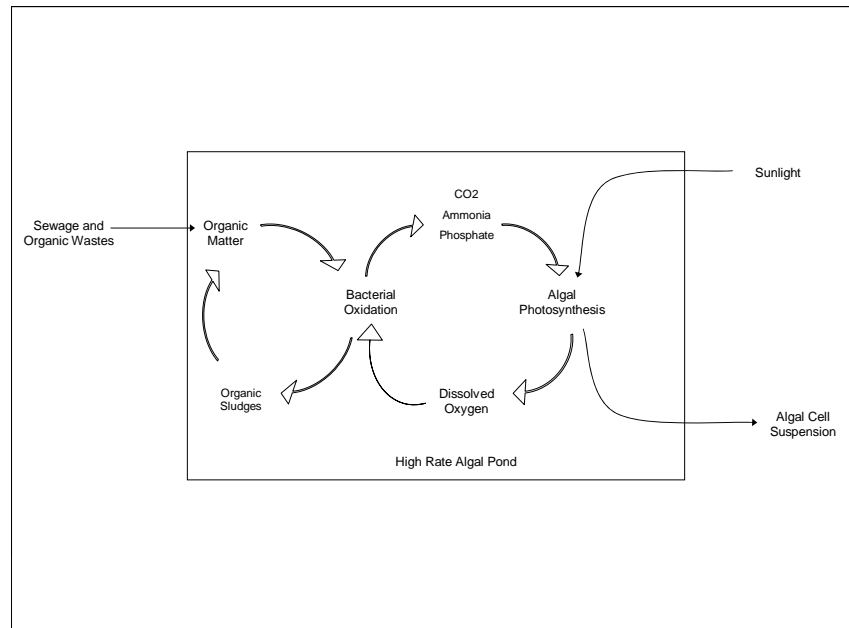 CO2
Ammonia
Phosphate
Sunlight
Sewage and
Organic Wastes
Organic
Matter
Bacterial
Oxidation
Algal
Photosynthesis
Organic
Sludges
Dissolved
Oxygen
Algal Cell
Suspension
High Rate Algal Pond